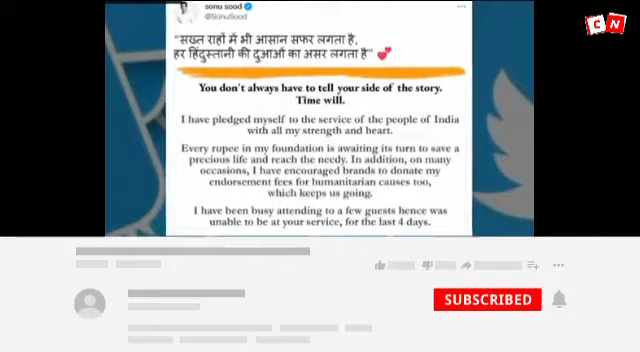 sonu sood
@SonuSood
CN
"सख्त राहों में भी आसान सफर लगता है,
हर हिंदुस्तानी की दुआओं का असर लगता है" 💕
You don't always have to tell your side of the story.
Time will.
I have pledged myself to the service of the people of India
with all my strength and heart.
Every rupee in my foundation is awaiting its turn to save a
precious life and reach the needy. In addition, on many
occasions, I have encouraged brands to donate my
endorsement fees for humanitarian causes too,
which keeps us going.
I have been busy attending to a few guests hence was
unable to be at your service, for the last 4 days.
SUBSCRIBED